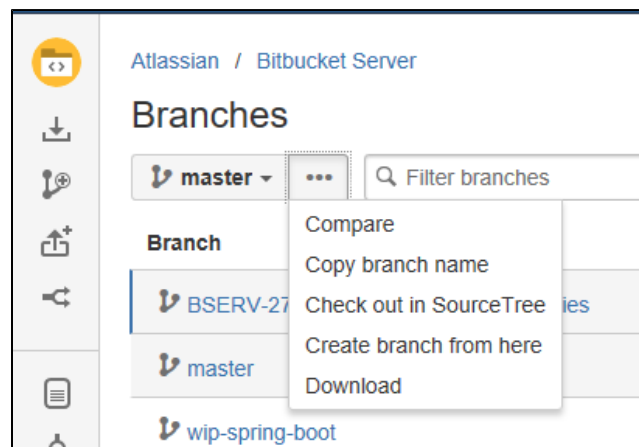 Atlassian / Bitbucket Server
Branches
master
Filter branches
Compare
Copy branch name
Check out in SourceTree
Create branch from here
Download
Branch
BSERV-27
ies
master
wip-spring-boot